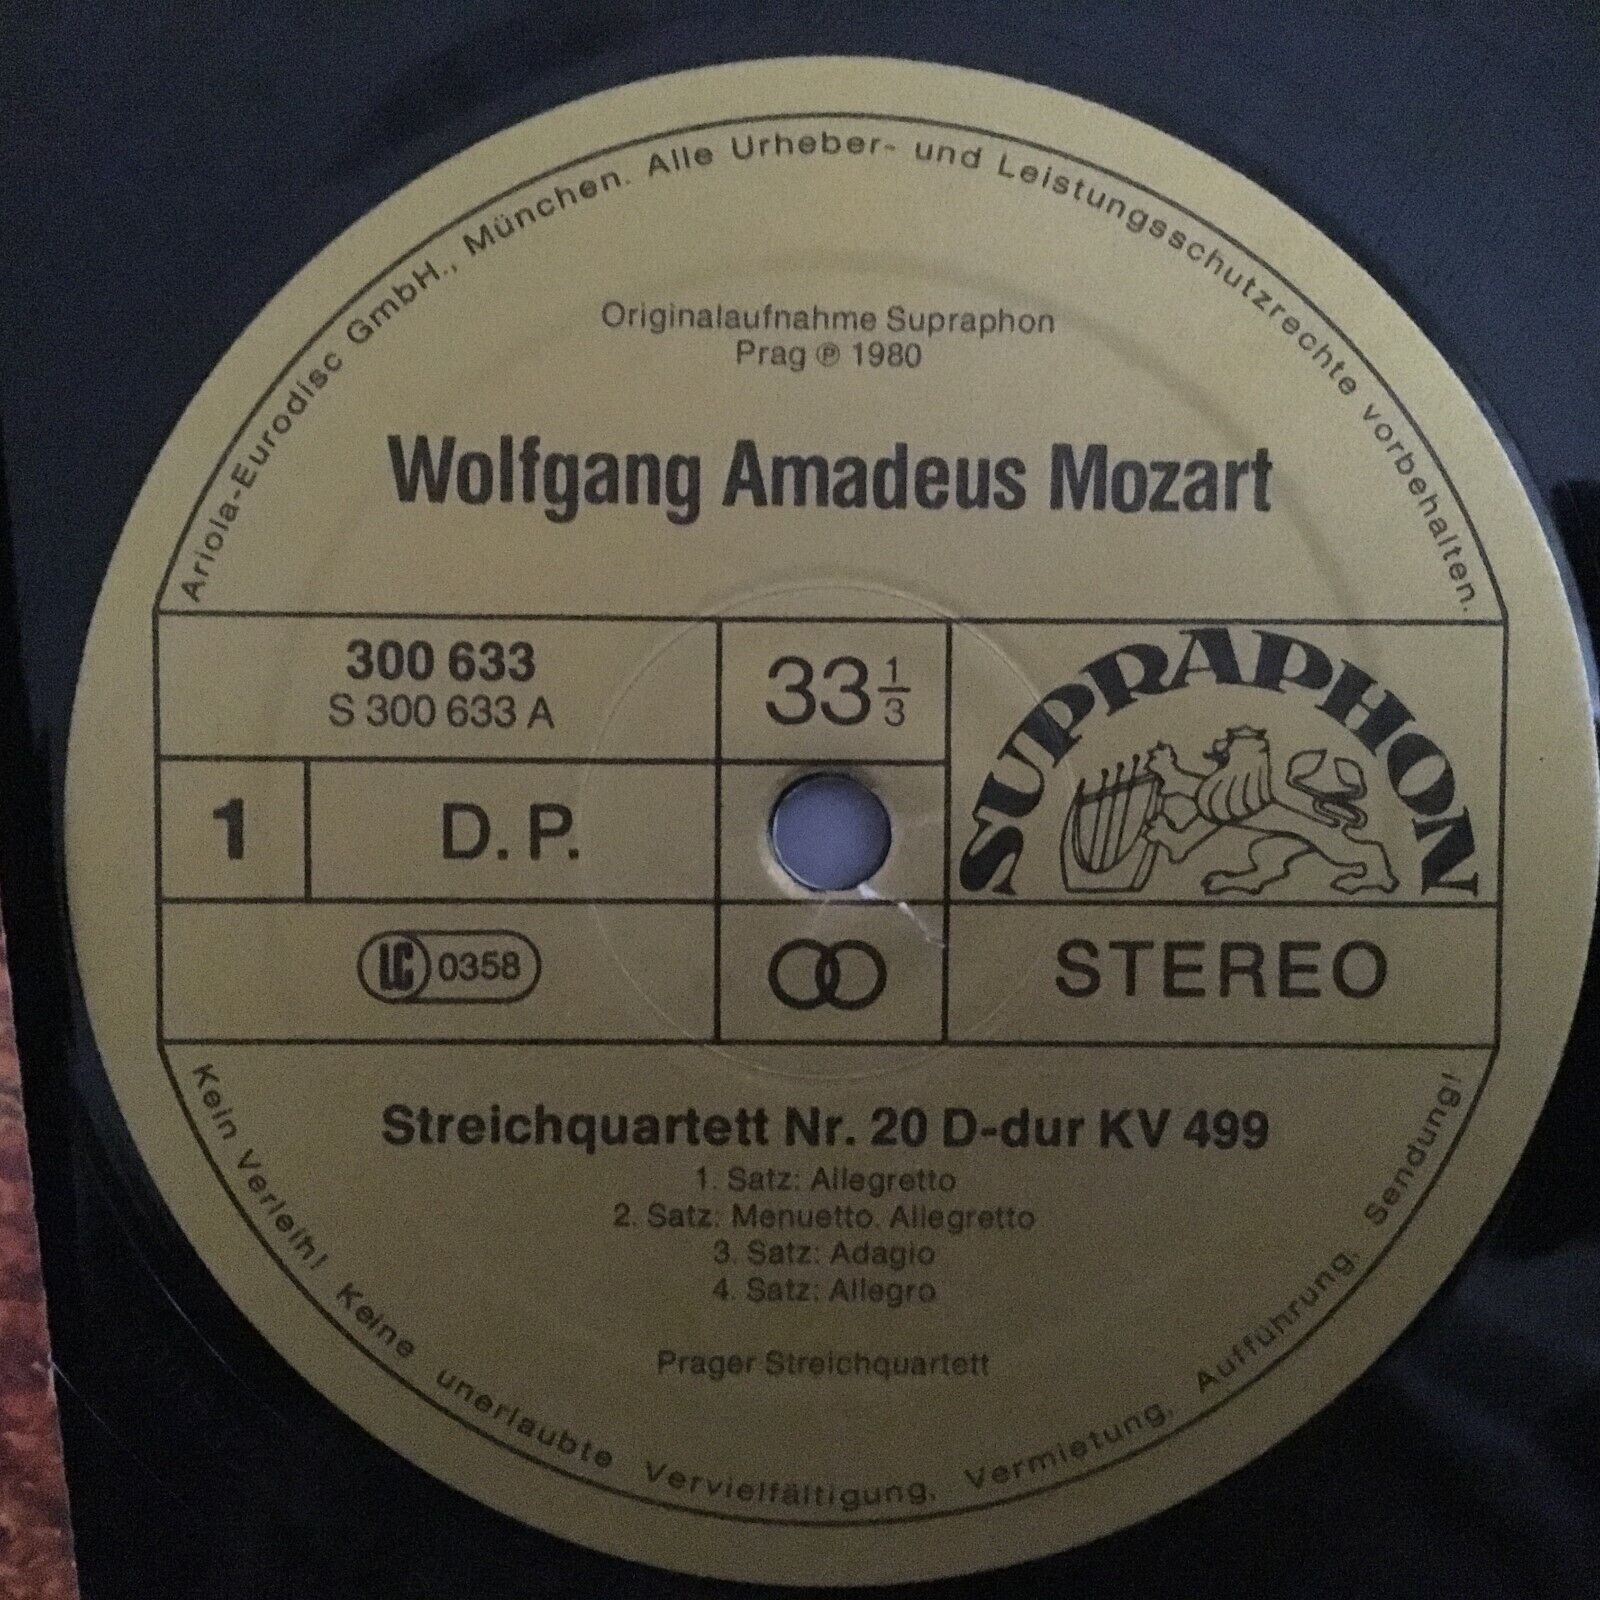 Ariola-Eurodisc GmbH., München. Alle Urheber- und Leistungsschutzrechte vorbehalten.
Originalaufnahme Supraphon
Prag ℗ 1980
Wolfgang Amadeus Mozart
300 633
S 300 633 A
33 1/3
SUPRAPHON
1
D. P.
LC 0358
STEREO
Streichquartett Nr. 20 D-dur KV 499
1. Satz: Allegretto
2. Satz: Menuetto. Allegretto
3. Satz: Adagio
4. Satz: Allegro
Prager Streichquartett
Kein Verleih! Keine unerlaubte Vervielfältigung, Vermietung, Aufführung, Sendung!